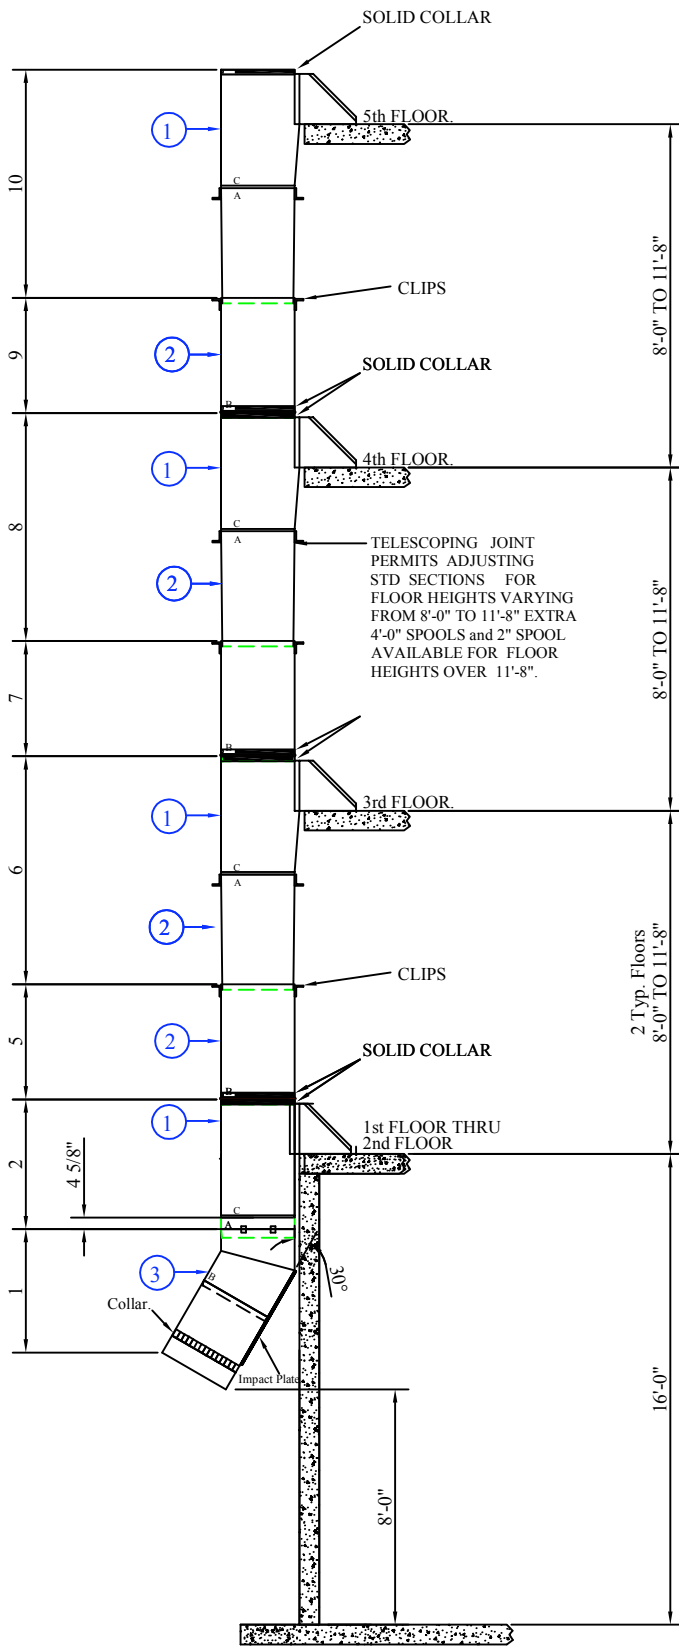 SOLID COLLAR
5th FLOOR.
1
C
A
10
8'-0" TO 11'-8"
CLIPS
9
2
SOLID COLLAR
B
4th FLOOR.
1
8
C
A
TELESCOPING JOINT
PERMITS ADJUSTING
STD SECTIONS FOR
FLOOR HEIGHTS VARYING
FROM 8'-0" TO 11'-8" EXTRA
4'-0" SPOOLS and 2" SPOOL
AVAILABLE FOR FLOOR
HEIGHTS OVER 11'-8".
2
8'-0" TO 11'-8"
7
B
3rd FLOOR.
1
6
C
A
2
CLIPS
2 Typ. Floors
8'-0" TO 11'-8"
5
2
SOLID COLLAR
B
1
1st FLOOR THRU
2nd FLOOR
2
4 5/8"
C
A
3
B
30°
1
Collar.
Impact Plate
8'-0"
16'-0"